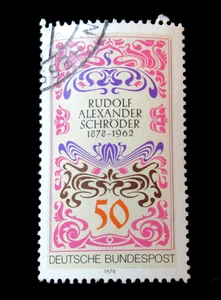 RUDOLF
ALEXANDER
SCHRÖDER
1878-1962
50
DEUTSCHE BUNDESPOST
1978